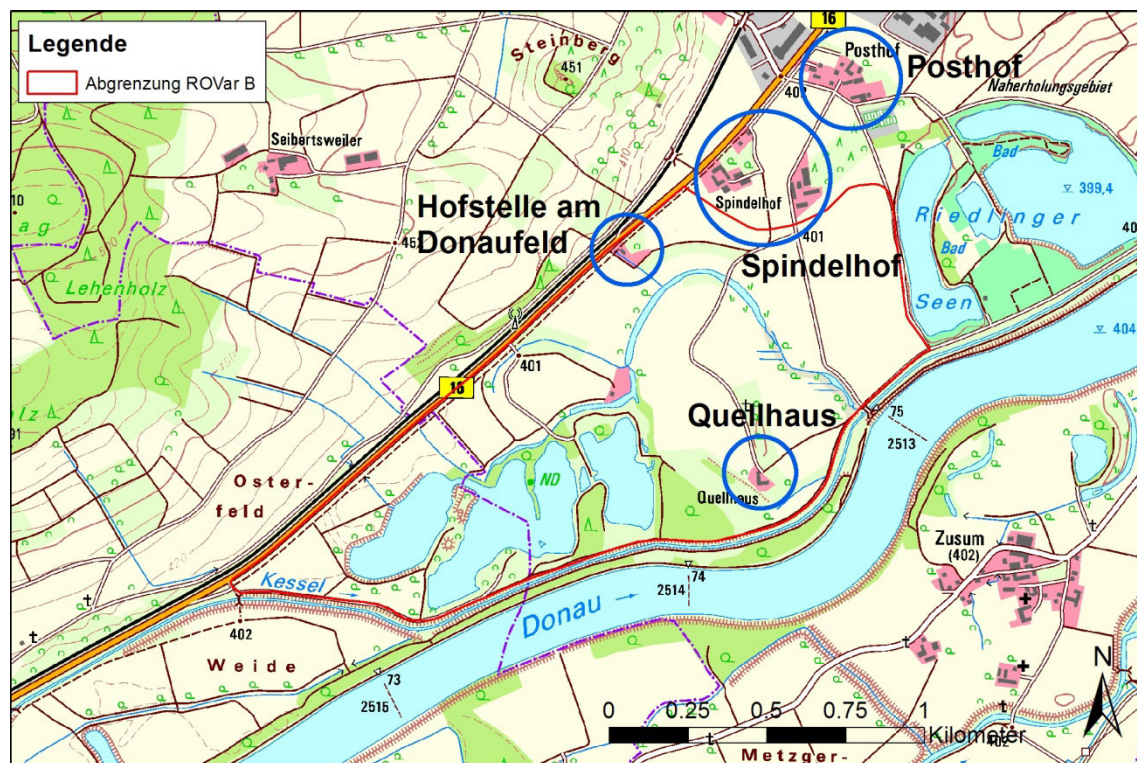 Legende
Abgrenzung ROVar B
Steinberg
451
16
Posthof
Posthof
402
Naherholungsgebiet
Seibertsweiler
Bad
399,4
Hofstelle am
Donaufeld
Spindelhof
Riedlinger
Lehenholz
401
Spindelhof
Bad
Seen
404
401
16
75
2513
Quellhaus
ND
Quellhaus
Oster-
feld
Zusum
(402)
Kessel
74
2514
Donau
402
Weide
73
2515
N
0 0.25 0.5 0.75 1
Kilometer
402
Metzger-